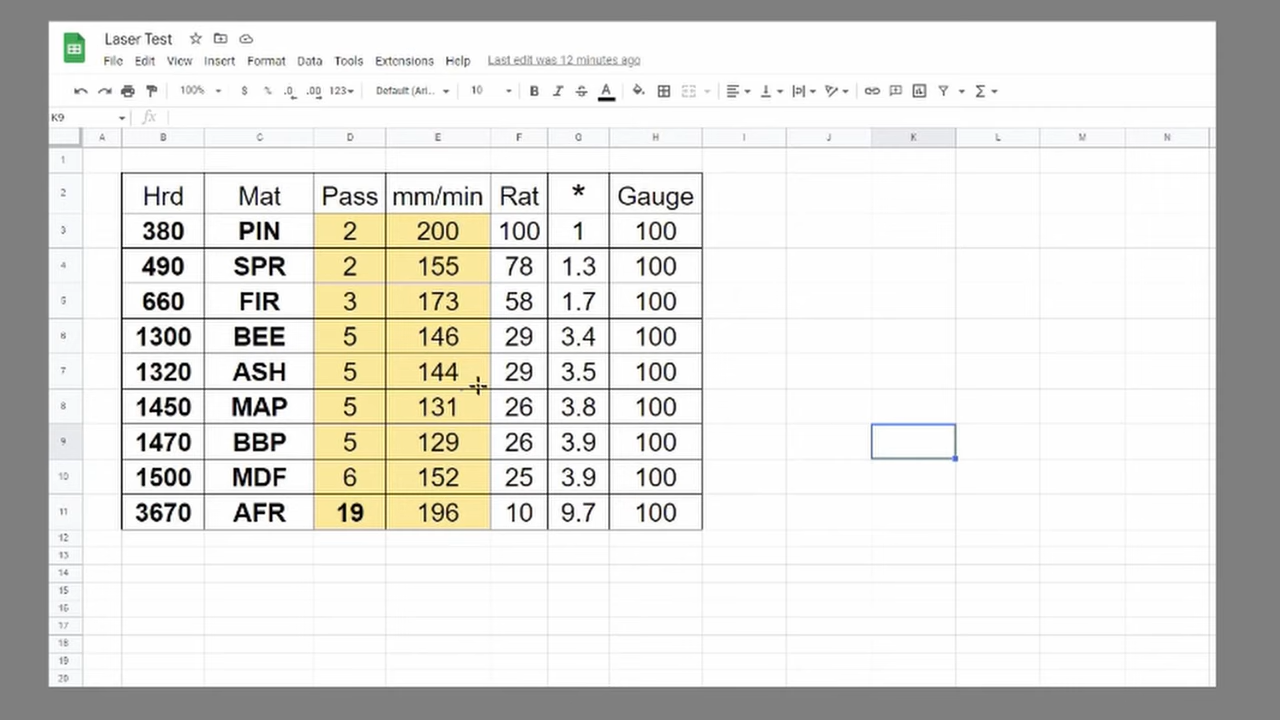 Laser Test
File Edit View Insert Format Data Tools Extensions Help Last edit was 12 minutes ago
100% $ % .0 .00 123 Default (Ari... 10 B I S A
K9 fx
A B C D E F G H I J K L M N
1
2 Hrd Mat Pass mm/min Rat * Gauge
3 380 PIN 2 200 100 1 100
4 490 SPR 2 155 78 1.3 100
5 660 FIR 3 173 58 1.7 100
6 1300 BEE 5 146 29 3.4 100
7 1320 ASH 5 144 29 3.5 100
8 1450 MAP 5 131 26 3.8 100
9 1470 BBP 5 129 26 3.9 100
10 1500 MDF 6 152 25 3.9 100
11 3670 AFR 19 196 10 9.7 100
12
13
14
15
16
17
18
19
20